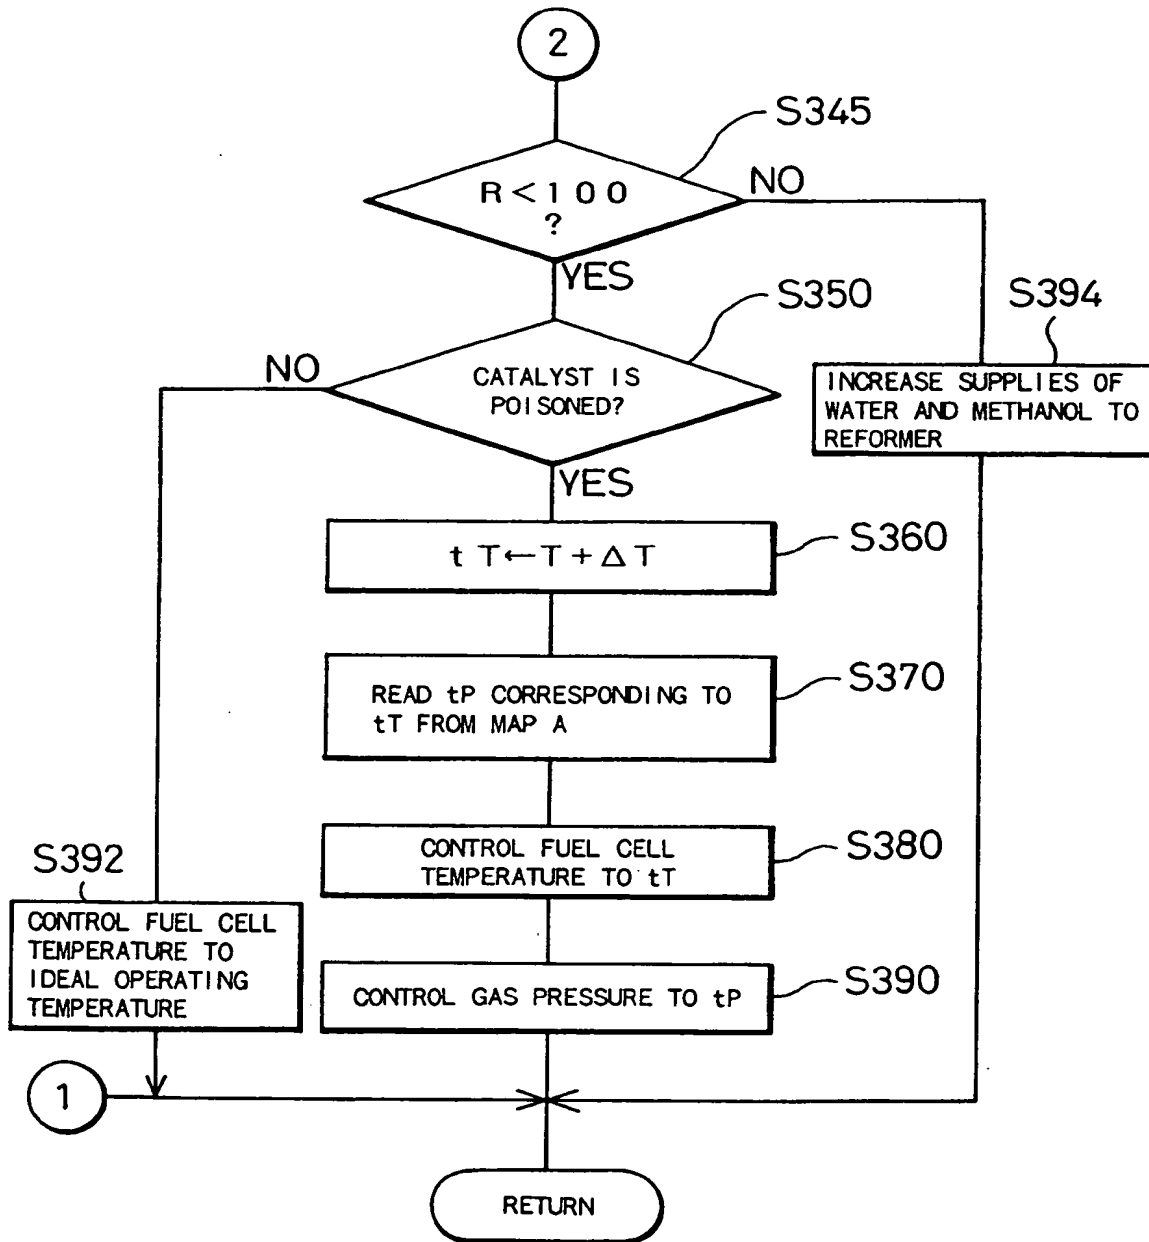 2
S345
R<100
?
NO
YES
S350
S394
NO
CATALYST IS
POISONED?
INCREASE SUPPLIES OF
WATER AND METHANOL TO
REFORMER
YES
S360
t T←T+ΔT
S370
READ tP CORRESPONDING TO
tT FROM MAP A
S380
CONTROL FUEL CELL
TEMPERATURE TO tT
S392
CONTROL FUEL CELL
TEMPERATURE TO
IDEAL OPERATING
TEMPERATURE
S390
CONTROL GAS PRESSURE TO tP
1
RETURN